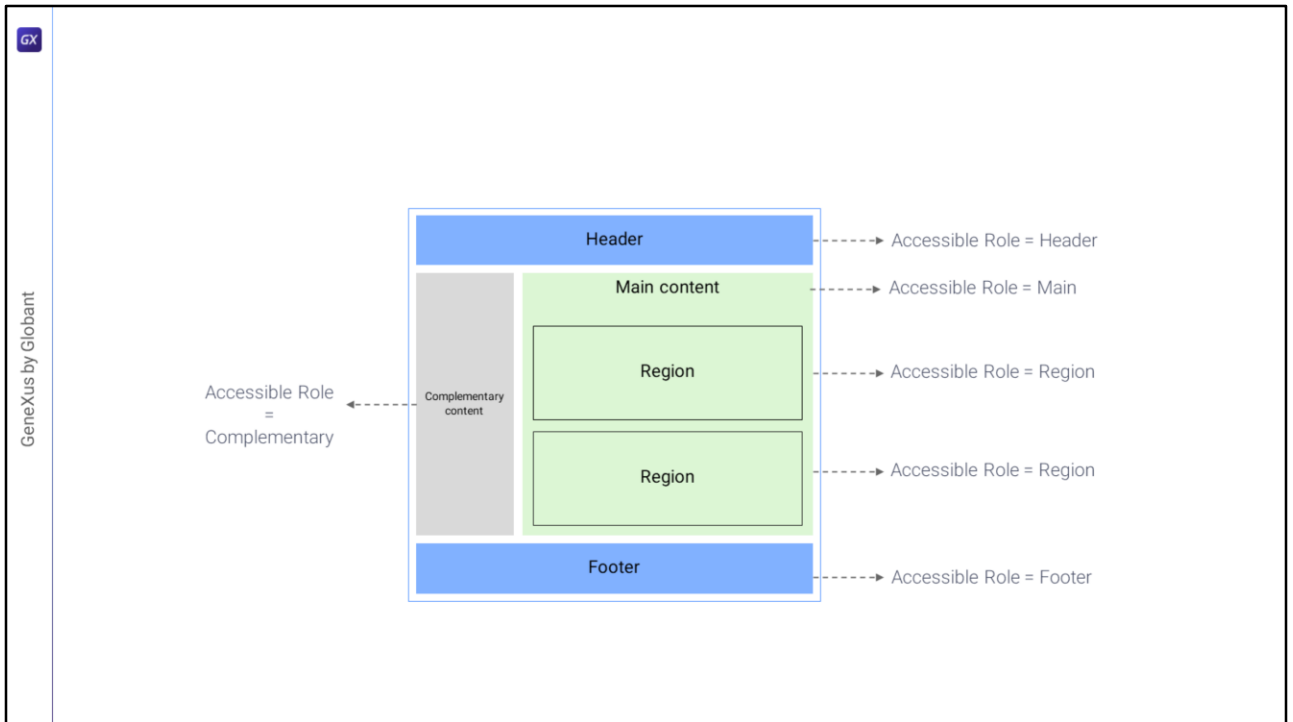 GX
GeneXus by Globant
Header
Accessible Role = Header
Main content
Accessible Role = Main
Region
Accessible Role = Region
Accessible Role
=
Complementary
Complementary
content
Region
Accessible Role = Region
Footer
Accessible Role = Footer